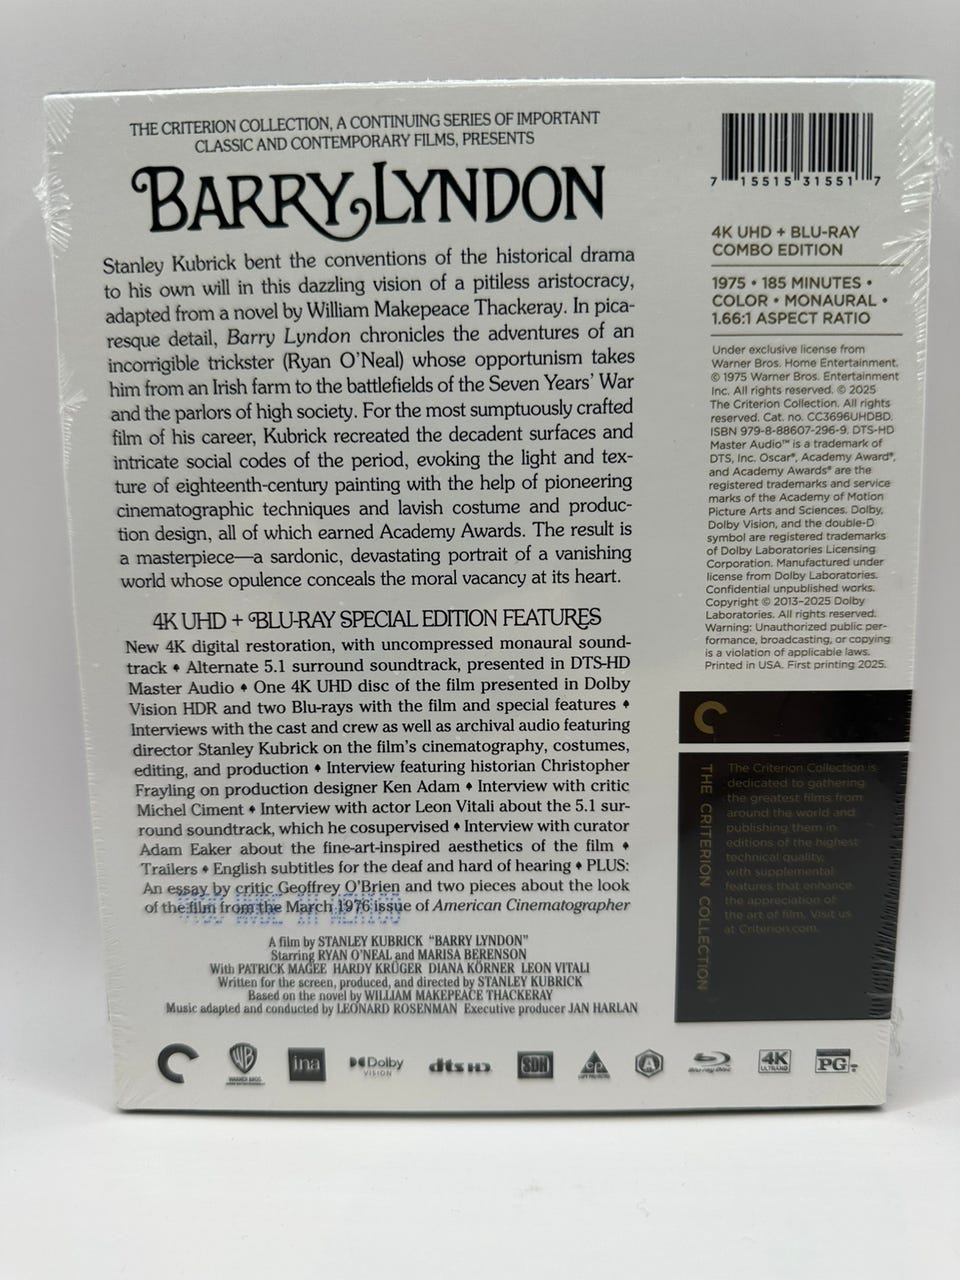 THE CRITERION COLLECTION, A CONTINUING SERIES OF IMPORTANT
CLASSIC AND CONTEMPORARY FILMS, PRESENTS
BARRY LYNDON
Stanley Kubrick bent the conventions of the historical drama
to his own will in this dazzling vision of a pitiless aristocracy,
adapted from a novel by William Makepeace Thackeray. In pica-
resque detail, Barry Lyndon chronicles the adventures of an
incorrigible trickster (Ryan O'Neal) whose opportunism takes
him from an Irish farm to the battlefields of the Seven Years' War
and the parlors of high society. For the most sumptuously crafted
film of his career, Kubrick recreated the decadent surfaces and
intricate social codes of the period, evoking the light and tex-
ture of eighteenth-century painting with the help of pioneering
cinematographic techniques and lavish costume and produc-
tion design, all of which earned Academy Awards. The result is
a masterpiece—a sardonic, devastating portrait of a vanishing
world whose opulence conceals the moral vacancy at its heart.
4K UHD + BLU-RAY SPECIAL EDITION FEATURES
New 4K digital restoration, with uncompressed monaural sound-
track ♦ Alternate 5.1 surround soundtrack, presented in DTS-HD
Master Audio ♦ One 4K UHD disc of the film presented in Dolby
Vision HDR and two Blu-rays with the film and special features ♦
Interviews with the cast and crew as well as archival audio featuring
director Stanley Kubrick on the film's cinematography, costumes,
editing, and production ♦ Interview featuring historian Christopher
Frayling on production designer Ken Adam ♦ Interview with critic
Michel Ciment ♦ Interview with actor Leon Vitali about the 5.1 sur-
round soundtrack, which he cosupervised ♦ Interview with curator
Adam Eaker about the fine-art-inspired aesthetics of the film ♦
Trailers ♦ English subtitles for the deaf and hard of hearing ♦ PLUS:
An essay by critic Geoffrey O'Brien and two pieces about the look
of the film from the March 1976 issue of American Cinematographer
A film by STANLEY KUBRICK "BARRY LYNDON"
Starring RYAN O'NEAL and MARISA BERENSON
With PATRICK MAGEE HARDY KRÜGER DIANA KÖRNER LEON VITALI
Written for the screen, produced, and directed by STANLEY KUBRICK
Based on the novel by WILLIAM MAKEPEACE THACKERAY
Music adapted and conducted by LEONARD ROSENMAN Executive producer JAN HARLAN
7 15515 31551 7
4K UHD + BLU-RAY
COMBO EDITION
1975 • 185 MINUTES •
COLOR • MONAURAL •
1.66:1 ASPECT RATIO
Under exclusive license from
Warner Bros. Home Entertainment.
© 1975 Warner Bros. Entertainment
Inc. All rights reserved. © 2025
The Criterion Collection. All rights
reserved. Cat. no. CC3696UHDBD.
ISBN 979-8-88607-296-9. DTS-HD
Master Audio™ is a trademark of
DTS, Inc. Oscar®, Academy Award®,
and Academy Awards® are the
registered trademarks and service
marks of the Academy of Motion
Picture Arts and Sciences. Dolby,
Dolby Vision, and the double-D
symbol are registered trademarks
of Dolby Laboratories Licensing
Corporation. Manufactured under
license from Dolby Laboratories.
Confidential unpublished works.
Copyright © 2013–2025 Dolby
Laboratories. All rights reserved.
Warning: Unauthorized public per-
formance, broadcasting, or copying
is a violation of applicable laws.
Printed in USA. First printing 2025.
THE CRITERION COLLECTION
The Criterion Collection is
dedicated to gathering
the greatest films from
around the world and
publishing them in
editions of the highest
technical quality,
with supplemental
features that enhance
the appreciation of
the art of film. Visit us
at Criterion.com.
WB
WARNER BROS.
ina
Dolby
VISION
dts HD
SDH
CP
A
Blu-ray Disc
4K
ULTRA HD
PG